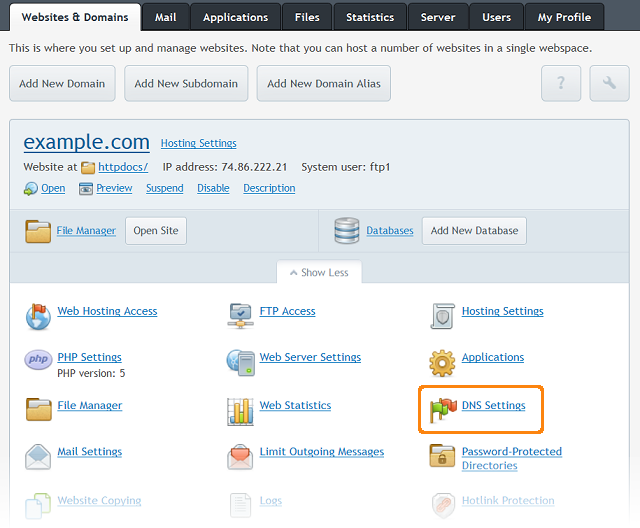 Websites & Domains Mail Applications Files Statistics Server Users My Profile
This is where you set up and manage websites. Note that you can host a number of websites in a single webspace.
Add New Domain Add New Subdomain Add New Domain Alias ?
example.com Hosting Settings
Website at httpdocs/ IP address: 74.86.222.21 System user: ftp1
Open Preview Suspend Disable Description
File Manager Open Site Databases Add New Database
Show Less
Web Hosting Access FTP Access Hosting Settings
php PHP Settings Web Server Settings Applications
PHP version: 5
File Manager Web Statistics DNS Settings
Mail Settings Limit Outgoing Messages Password-Protected
Directories
Website Copying Logs Hotlink Protection